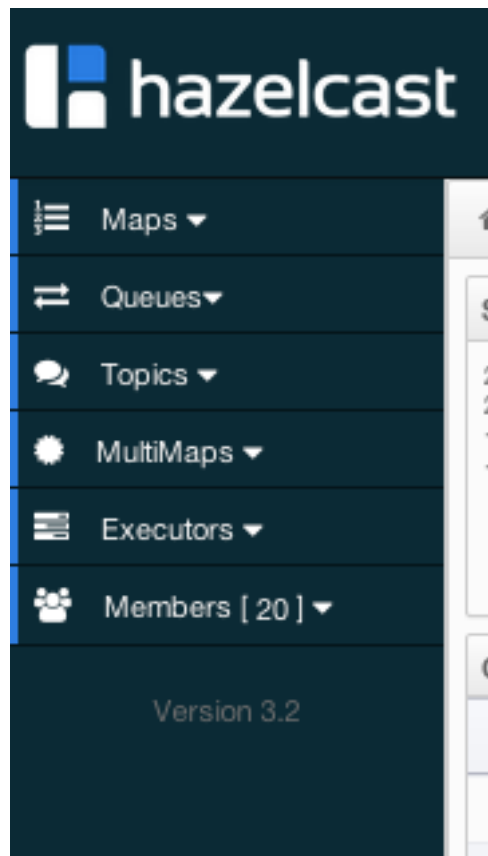 hazelcast
Maps
Queues
Topics
MultiMaps
Executors
Members [ 20 ]
Version 3.2